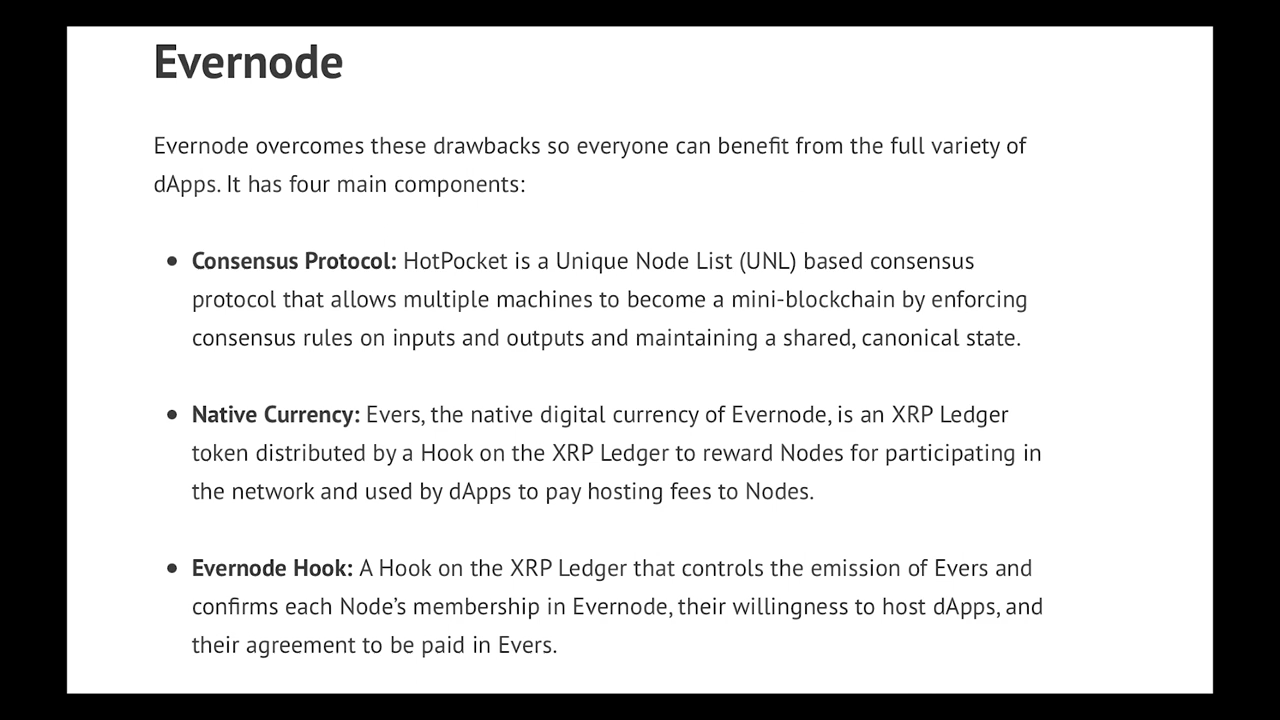 Evernode
Evernode overcomes these drawbacks so everyone can benefit from the full variety of
dApps. It has four main components:
• Consensus Protocol: HotPocket is a Unique Node List (UNL) based consensus
protocol that allows multiple machines to become a mini-blockchain by enforcing
consensus rules on inputs and outputs and maintaining a shared, canonical state.
• Native Currency: Evers, the native digital currency of Evernode, is an XRP Ledger
token distributed by a Hook on the XRP Ledger to reward Nodes for participating in
the network and used by dApps to pay hosting fees to Nodes.
• Evernode Hook: A Hook on the XRP Ledger that controls the emission of Evers and
confirms each Node’s membership in Evernode, their willingness to host dApps, and
their agreement to be paid in Evers.